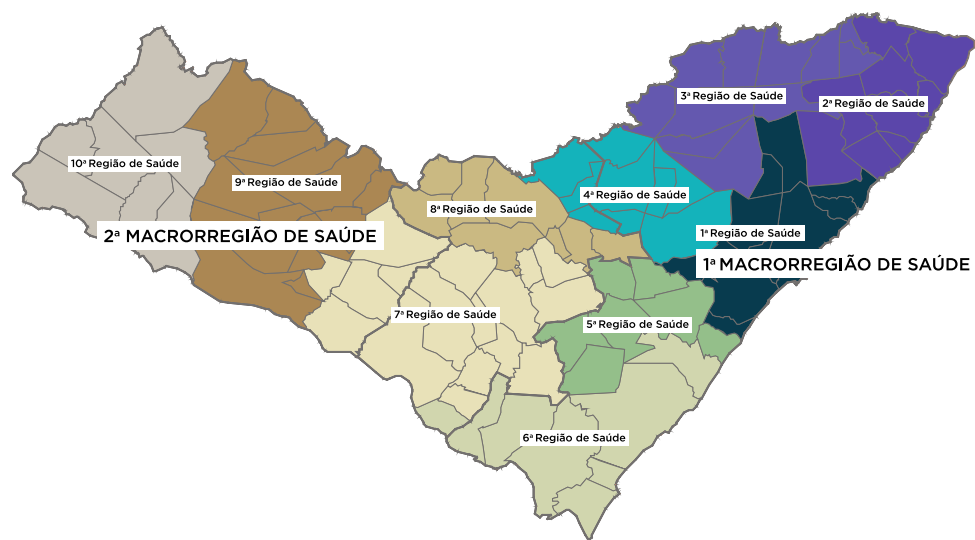 3ª Região de Saúde
2ª Região de Saúde
10ª Região de Saúde
9ª Região de Saúde
4ª Região de Saúde
8ª Região de Saúde
1ª Região de Saúde
2ª MACRORREGIÃO DE SAÚDE
1ª MACRORREGIÃO DE SAÚDE
7ª Região de Saúde
5ª Região de Saúde
6ª Região de Saúde